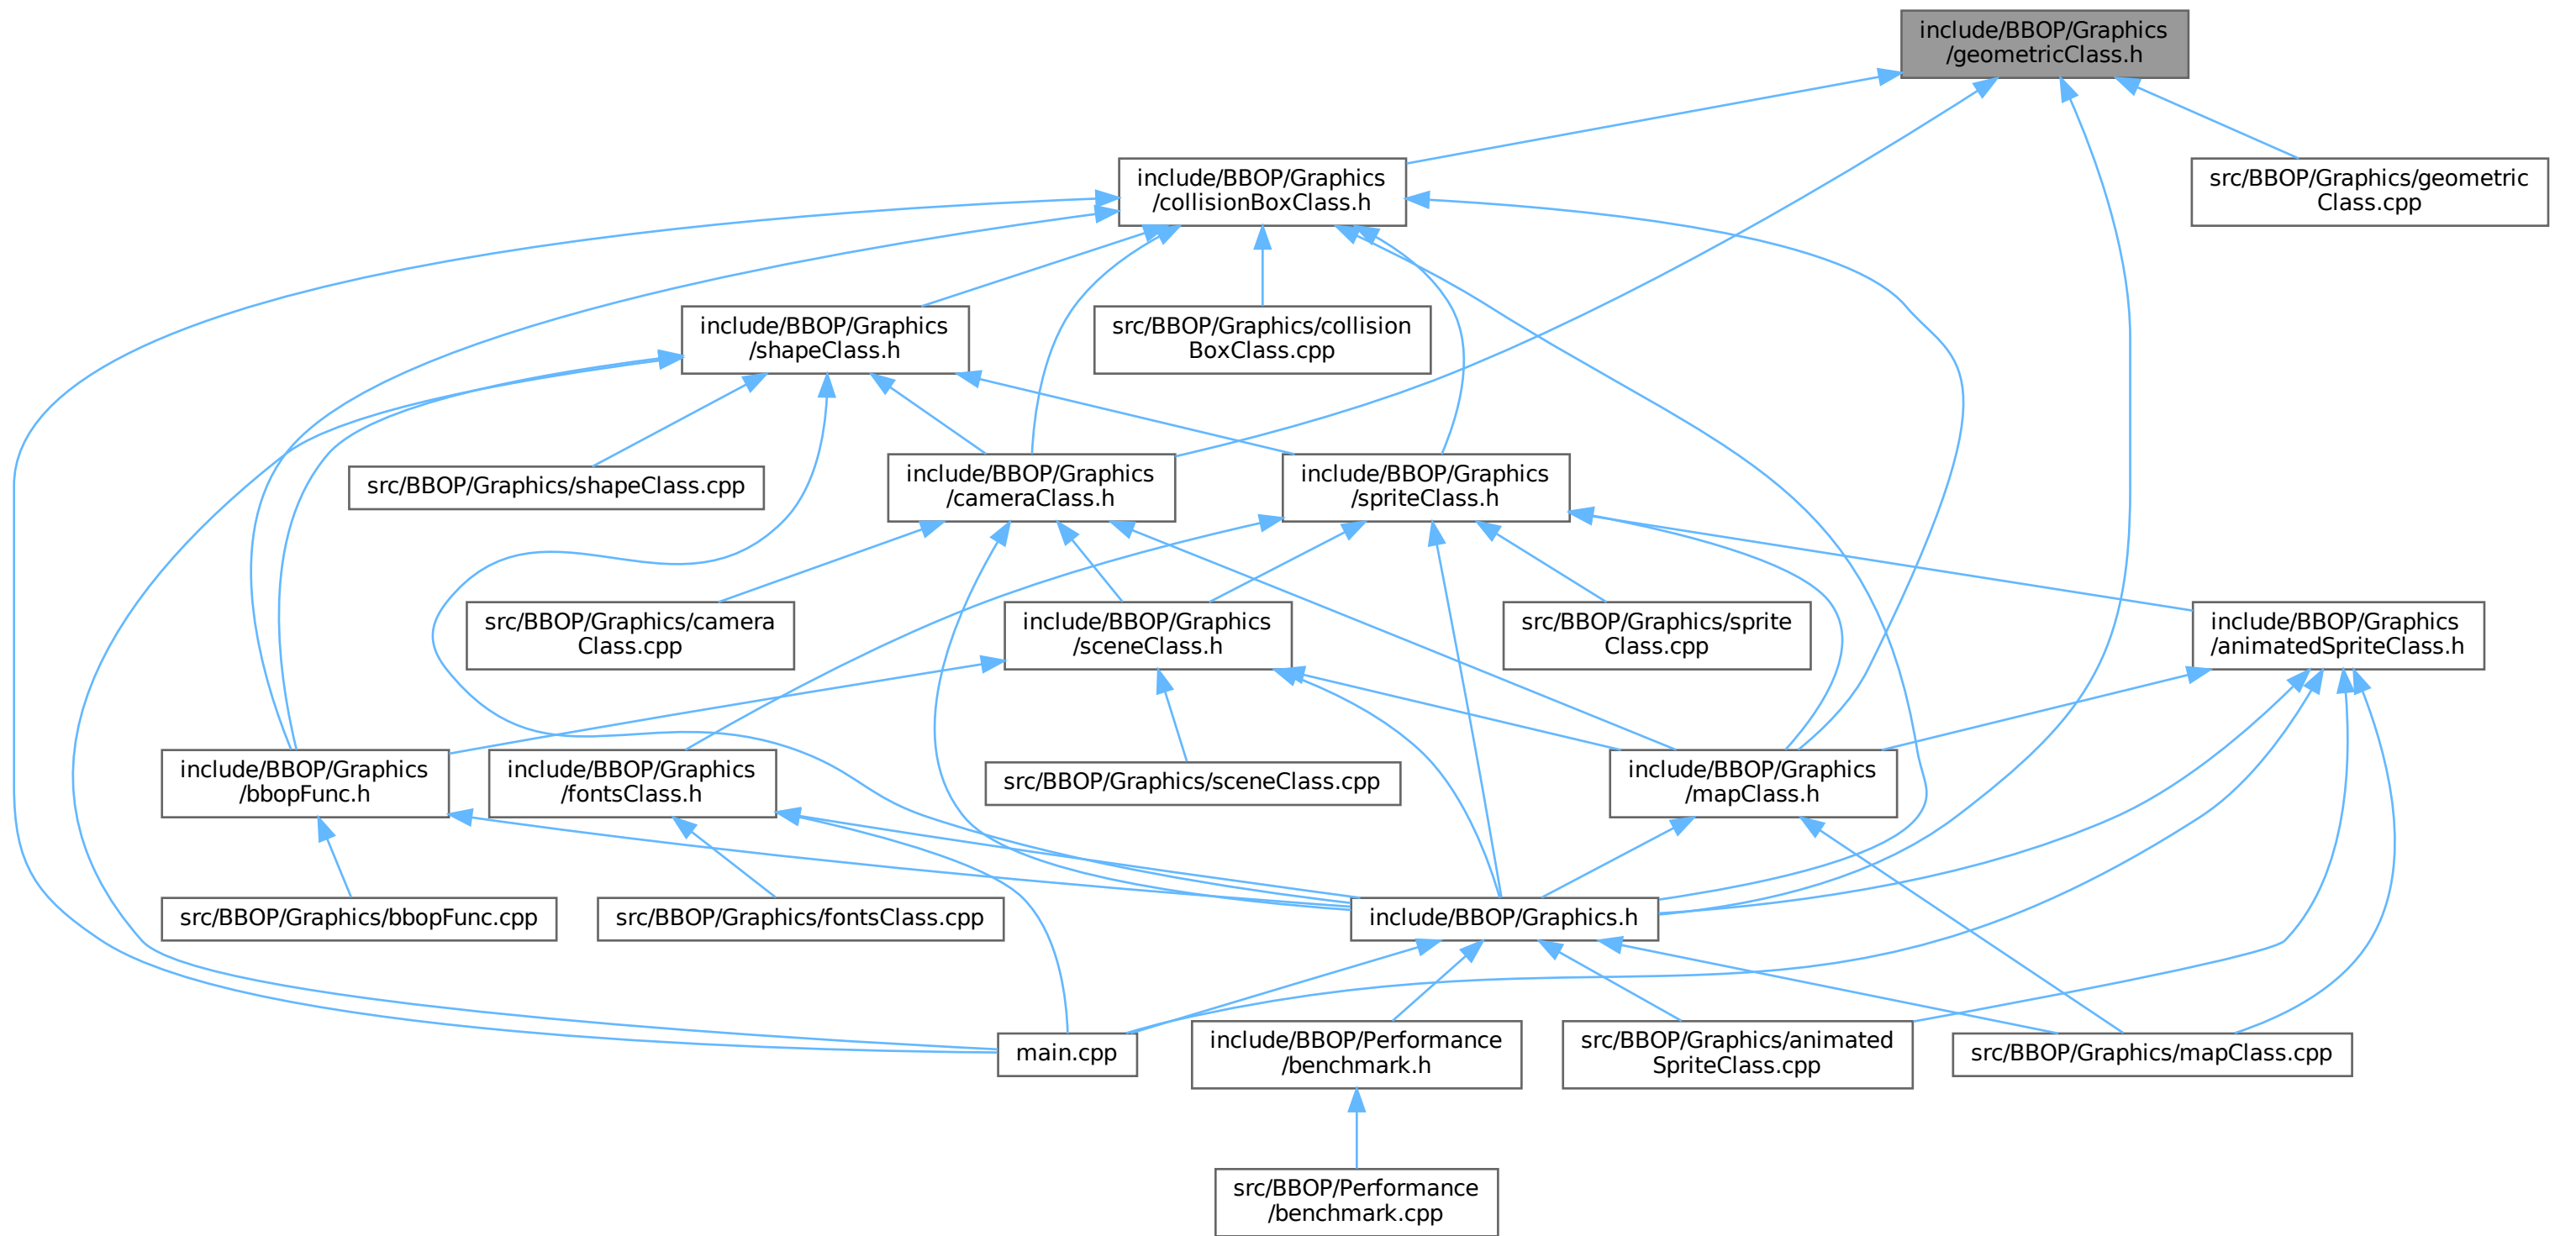 include/BBOP/Graphics
/geometricClass.h
include/BBOP/Graphics
/collisionBoxClass.h
src/BBOP/Graphics/geometric
Class.cpp
include/BBOP/Graphics
/shapeClass.h
src/BBOP/Graphics/collision
BoxClass.cpp
src/BBOP/Graphics/shapeClass.cpp
include/BBOP/Graphics
/cameraClass.h
include/BBOP/Graphics
/spriteClass.h
src/BBOP/Graphics/camera
Class.cpp
include/BBOP/Graphics
/sceneClass.h
src/BBOP/Graphics/sprite
Class.cpp
include/BBOP/Graphics
/animatedSpriteClass.h
include/BBOP/Graphics
/bbopFunc.h
include/BBOP/Graphics
/fontsClass.h
src/BBOP/Graphics/sceneClass.cpp
include/BBOP/Graphics
/mapClass.h
src/BBOP/Graphics/bbopFunc.cpp
src/BBOP/Graphics/fontsClass.cpp
include/BBOP/Graphics.h
main.cpp
include/BBOP/Performance
/benchmark.h
src/BBOP/Graphics/animated
SpriteClass.cpp
src/BBOP/Graphics/mapClass.cpp
src/BBOP/Performance
/benchmark.cpp